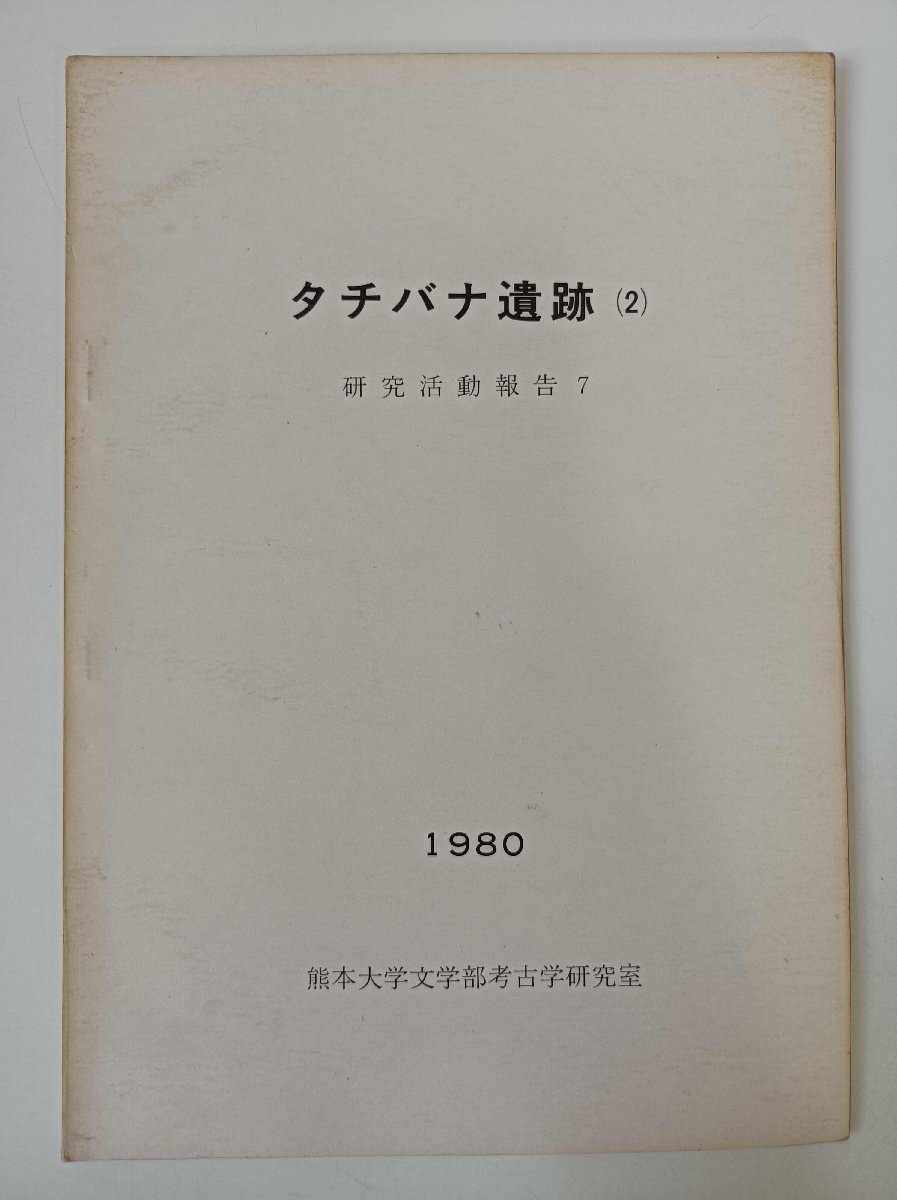 タチバナ遺跡 (2)
研究活動報告 7
1980
熊本大学文学部考古学研究室